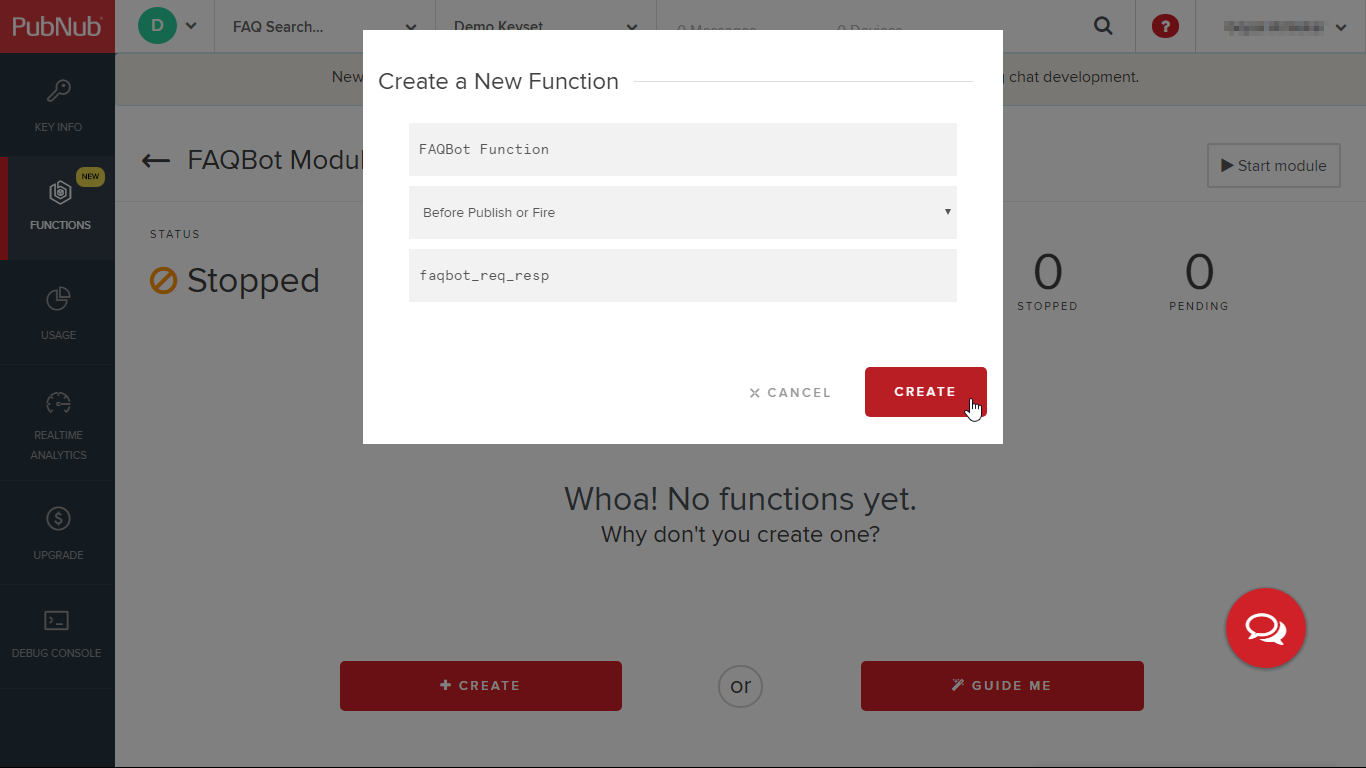 PubNub
D
FAQ Search...
Demo Keyset
0 Messages
0 Devices
?
New
chat development.
KEY INFO
NEW
FUNCTIONS
USAGE
REALTIME
ANALYTICS
UPGRADE
DEBUG CONSOLE
FAQBot Modul
Start module
STATUS
Stopped
0
STOPPED
0
PENDING
Create a New Function
FAQBot Function
Before Publish or Fire
faqbot_req_resp
CANCEL
CREATE
Whoa! No functions yet.
Why don't you create one?
CREATE
or
GUIDE ME